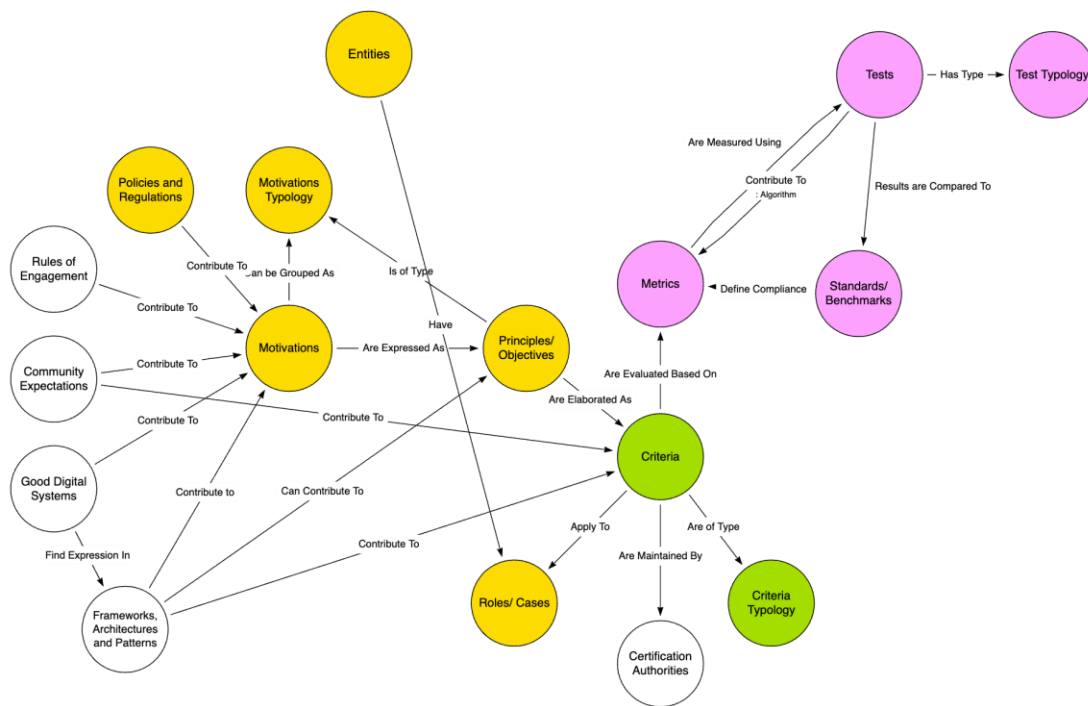 Entities
Tests
Has Type
Test Typology
Are Measured Using
Policies and
Regulations
Motivations
Typology
Contribute To
: Algorithm
Results are Compared To
Rules of
Engagement
Contribute To
an be Grouped As
Is of Type
Metrics
Define Compliance
Standards/
Benchmarks
Contribute To
Have
Motivations
Are Expressed As
Principles/
Objectives
Community
Expectations
Contribute To
Are Evaluated Based On
Are Elaborated As
Contribute To
Contribute To
Criteria
Good Digital
Systems
Contribute to
Can Contribute To
Find Expression In
Contribute To
Apply To
Are of Type
Are Maintained By
Frameworks,
Architectures
and Patterns
Roles/ Cases
Criteria
Typology
Certification
Authorities